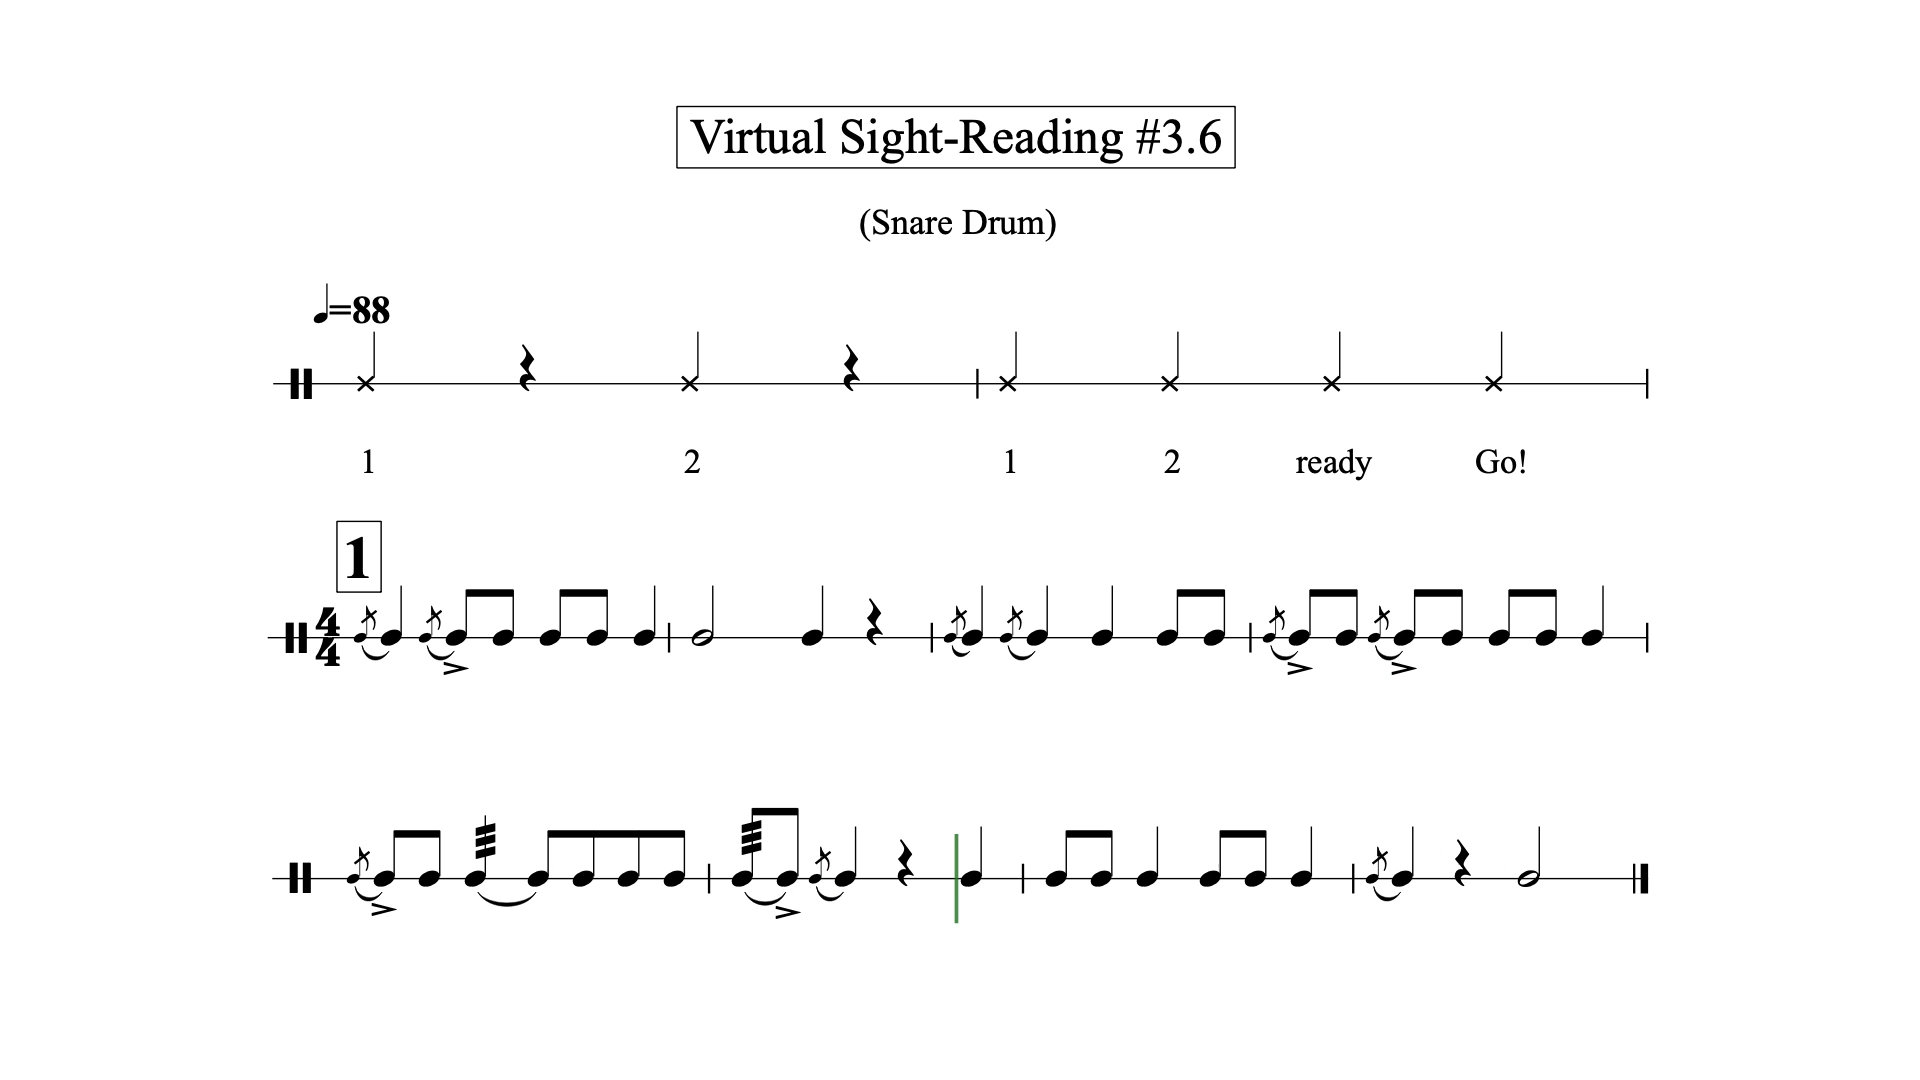 Virtual Sight-Reading #3.6
(Snare Drum)
=88
1 2 1 2 ready Go!
1
4
4